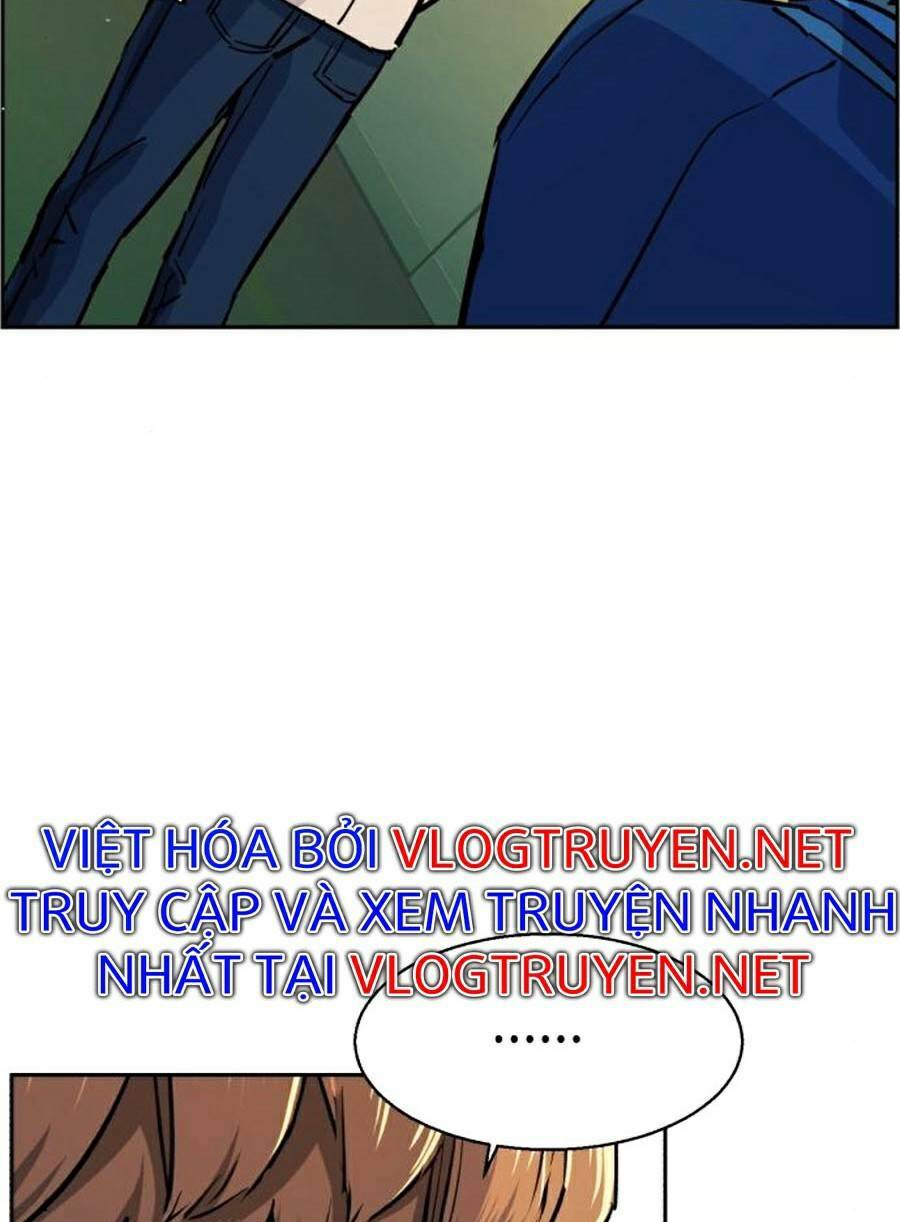 VIỆT HÓA BỞI VLOGTRUYEN.NET
TRUY CẬP VÀ XEM TRUYỆN NHANH
NHẤT TẠI VLOGTRUYEN.NET
......